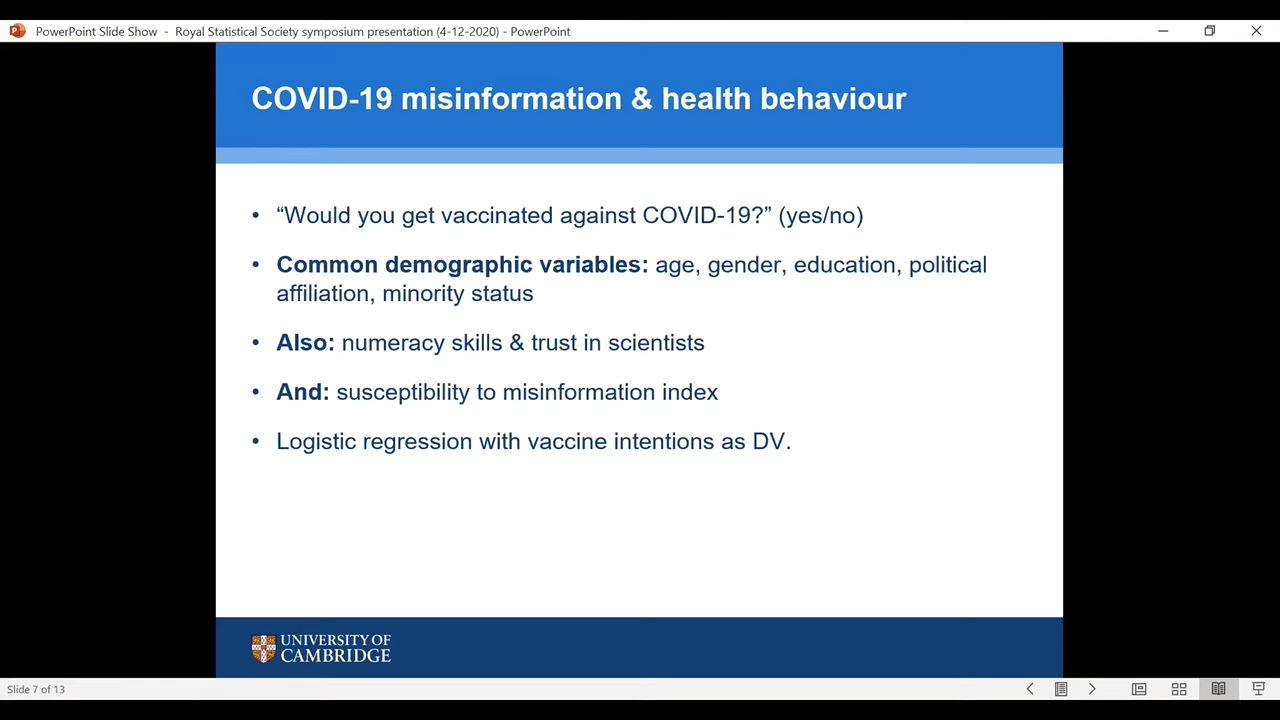 PowerPoint Slide Show - Royal Statistical Society symposium presentation (4-12-2020) - PowerPoint
COVID-19 misinformation & health behaviour
• “Would you get vaccinated against COVID-19?” (yes/no)
• Common demographic variables: age, gender, education, political
affiliation, minority status
• Also: numeracy skills & trust in scientists
• And: susceptibility to misinformation index
• Logistic regression with vaccine intentions as DV.
UNIVERSITY OF
CAMBRIDGE
Slide 7 of 13